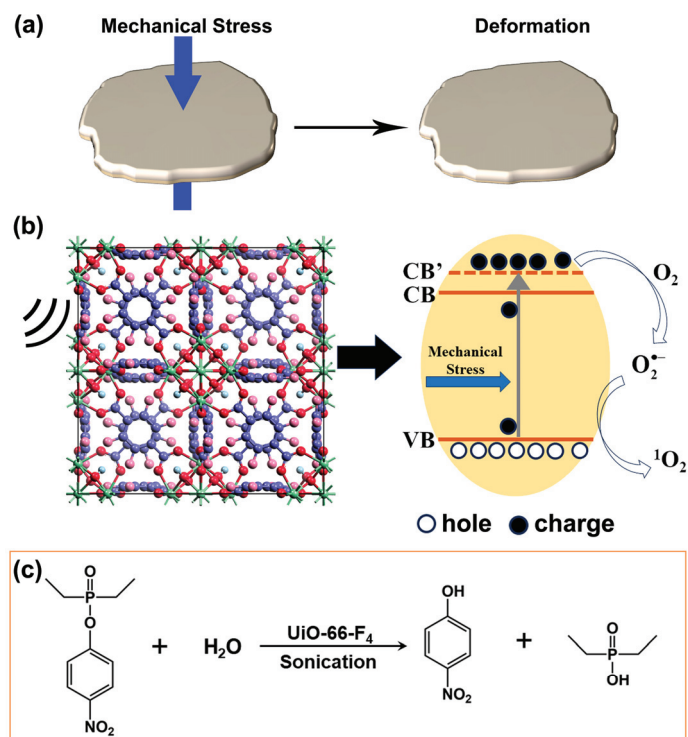 (a)
Mechanical Stress
Deformation
(b)
CB'
CB
O₂
Mechanical
Stress
O₂•−
VB
¹O₂
hole
charge
(c)
O
P
O
NO₂
+
H₂O
UiO-66-F₄
Sonication
OH
NO₂
+
O
P
OH